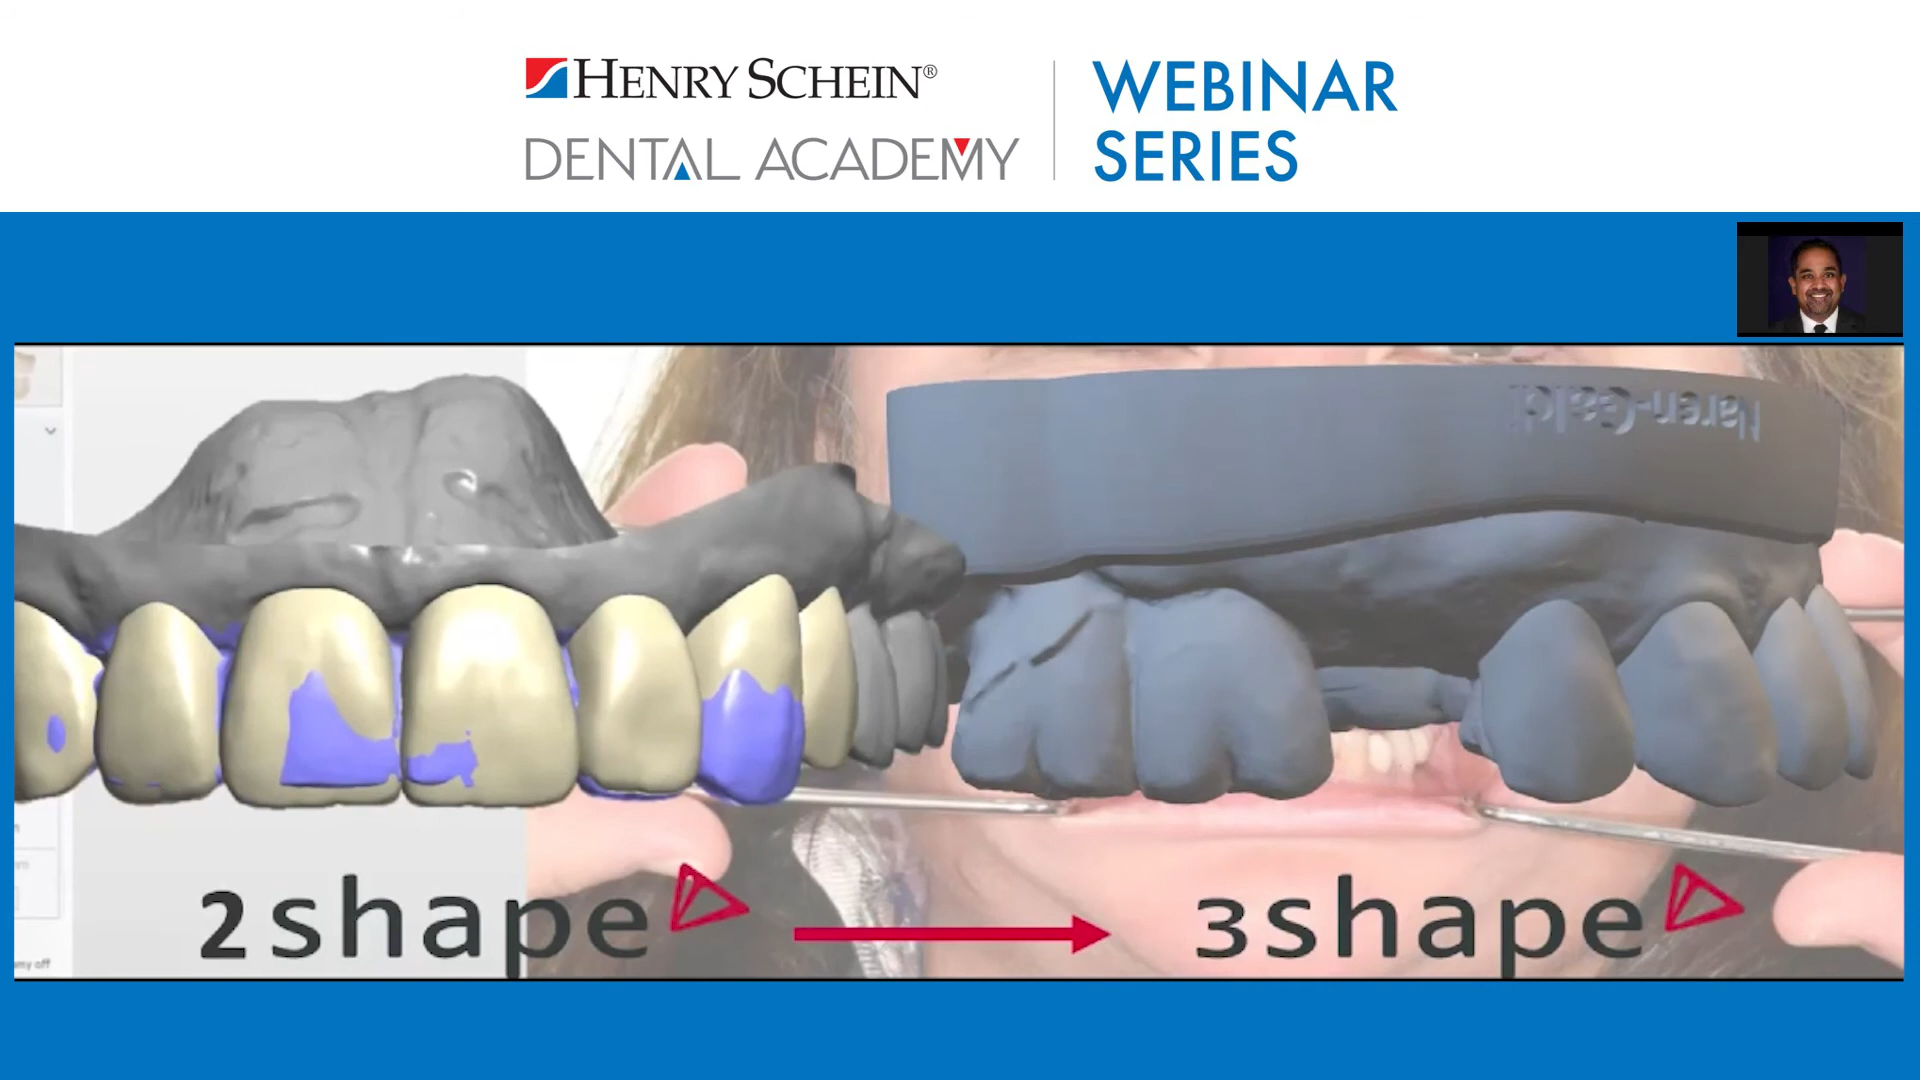 HENRY SCHEIN®
DENTAL ACADEMY
WEBINAR
SERIES
2shape
3shape